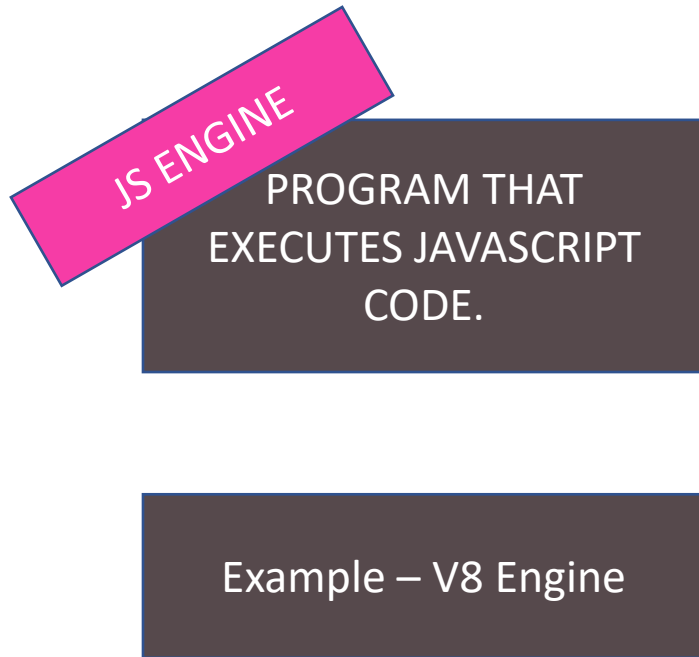 JS ENGINE
PROGRAM THAT
EXECUTES JAVASCRIPT
CODE.
Example – V8 Engine